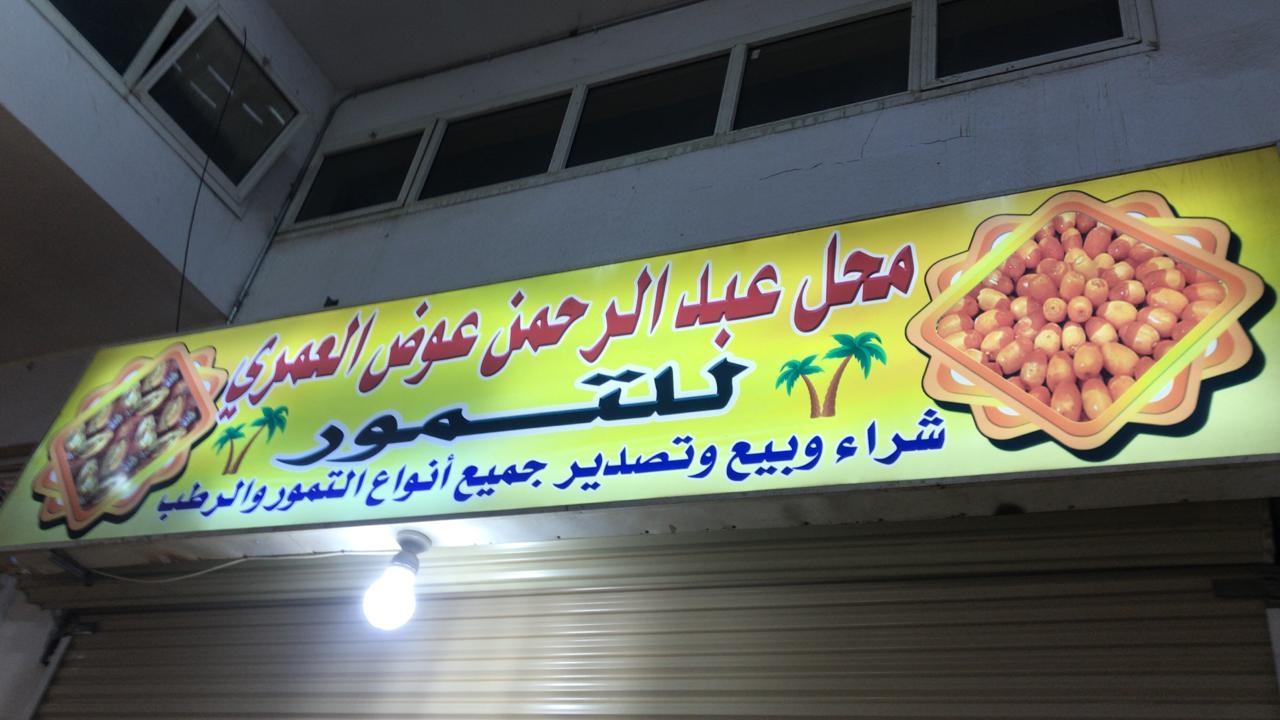 محل عبد الرحمن عوض العمري
للتمور
شراء وبيع وتصدير جميع أنواع التمور والرطب